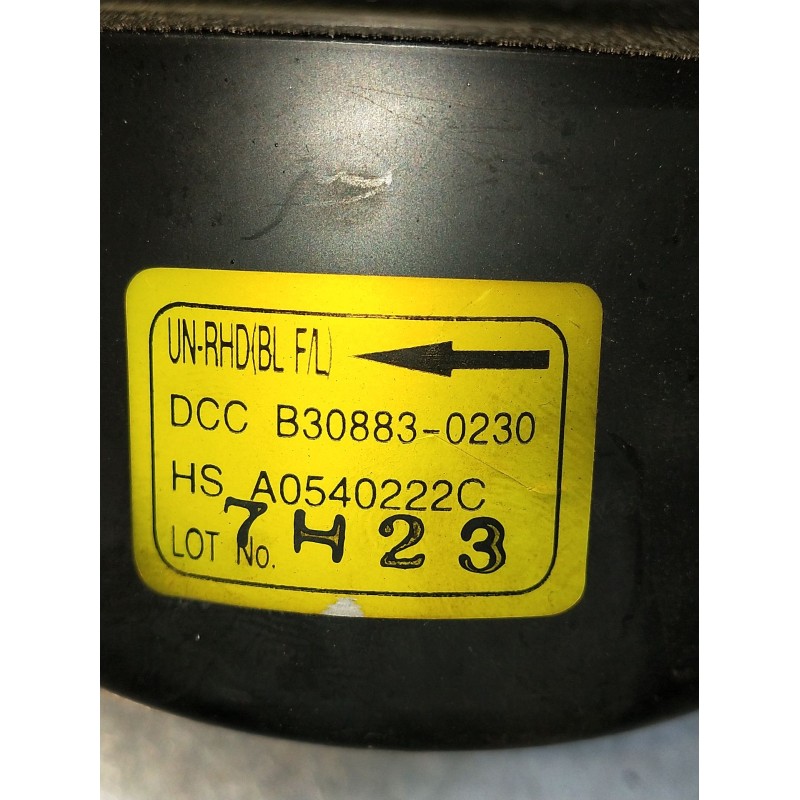 UN-RHD(BL F/L)
DCC B30883-0230
HS A0540222C
LOT No. 7H23